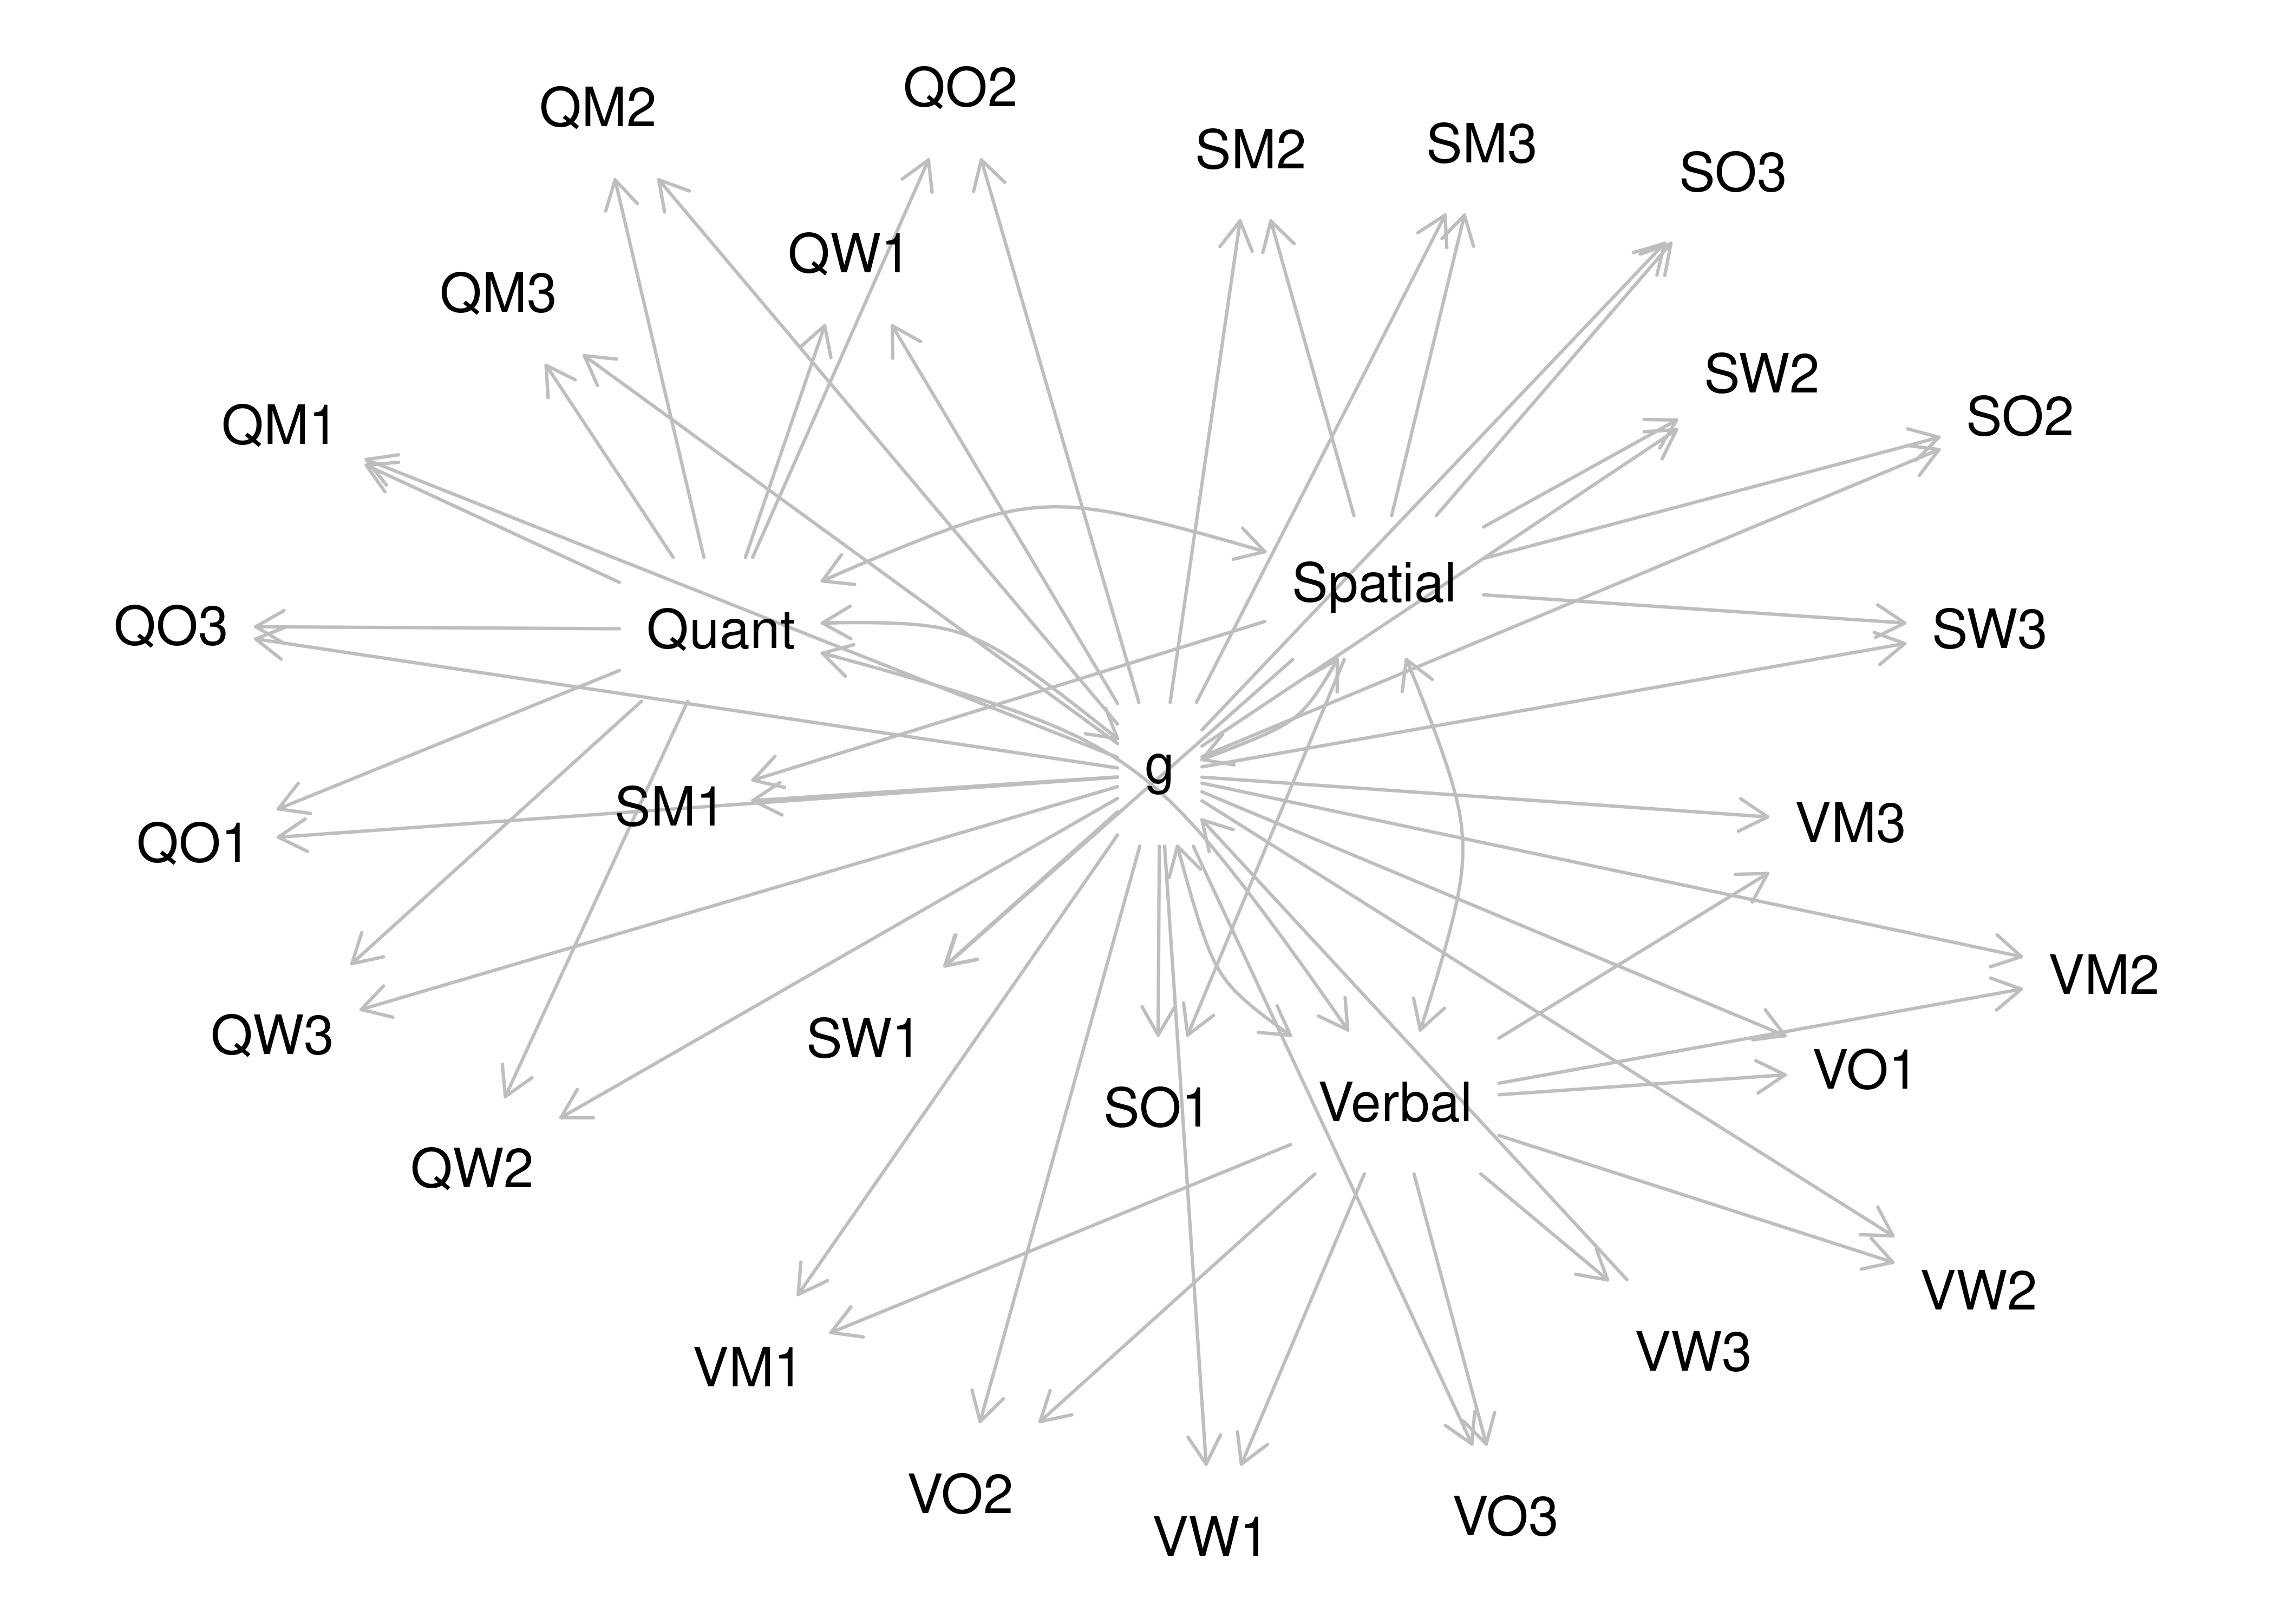 QO2
QM2
SM3
SM2
SO3
QW1
QM3
SW2
SO2
QM1
Spatial
QO3
Quant
SW3
g
SM1
VM3
QO1
VM2
QW3
SW1
VO1
Verbal
SO1
QW2
VW2
VW3
VM1
VO2
VO3
VW1